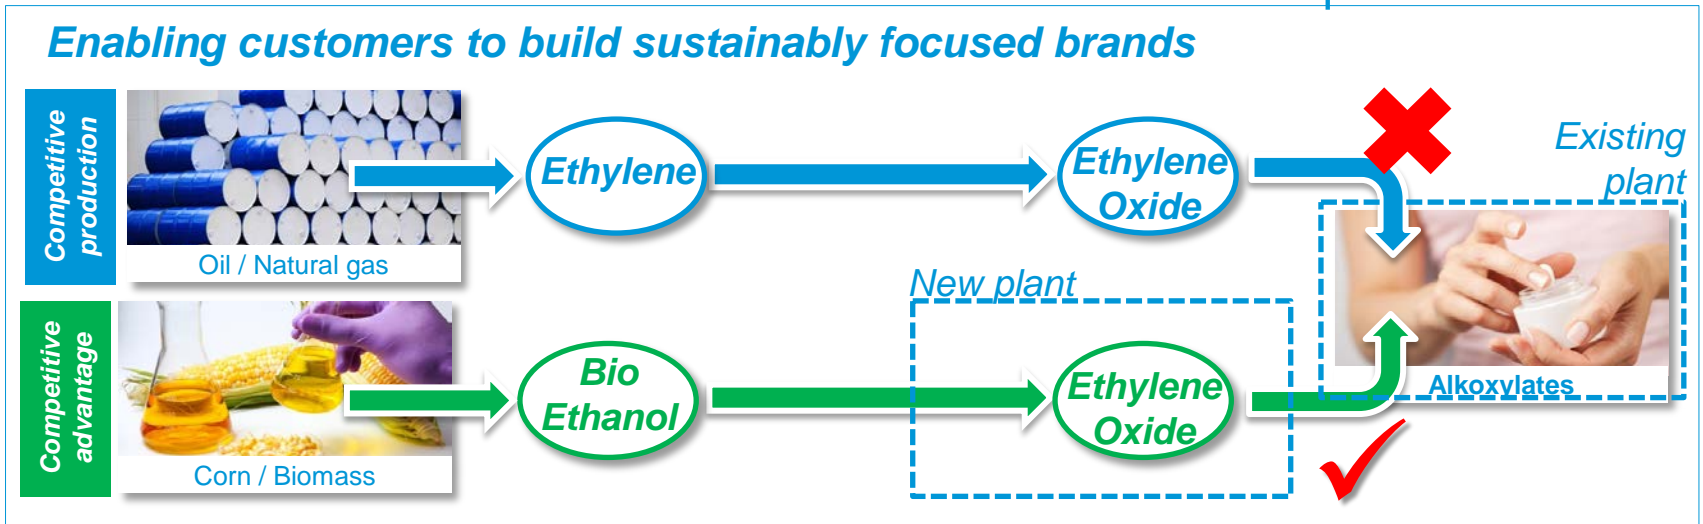 Enabling customers to build sustainably focused brands
Competitive
production
Oil / Natural gas
Ethylene
Ethylene
Oxide
Existing
plant
New plant
Competitive
advantage
Corn / Biomass
Bio
Ethanol
Ethylene
Oxide
Alkoxylates